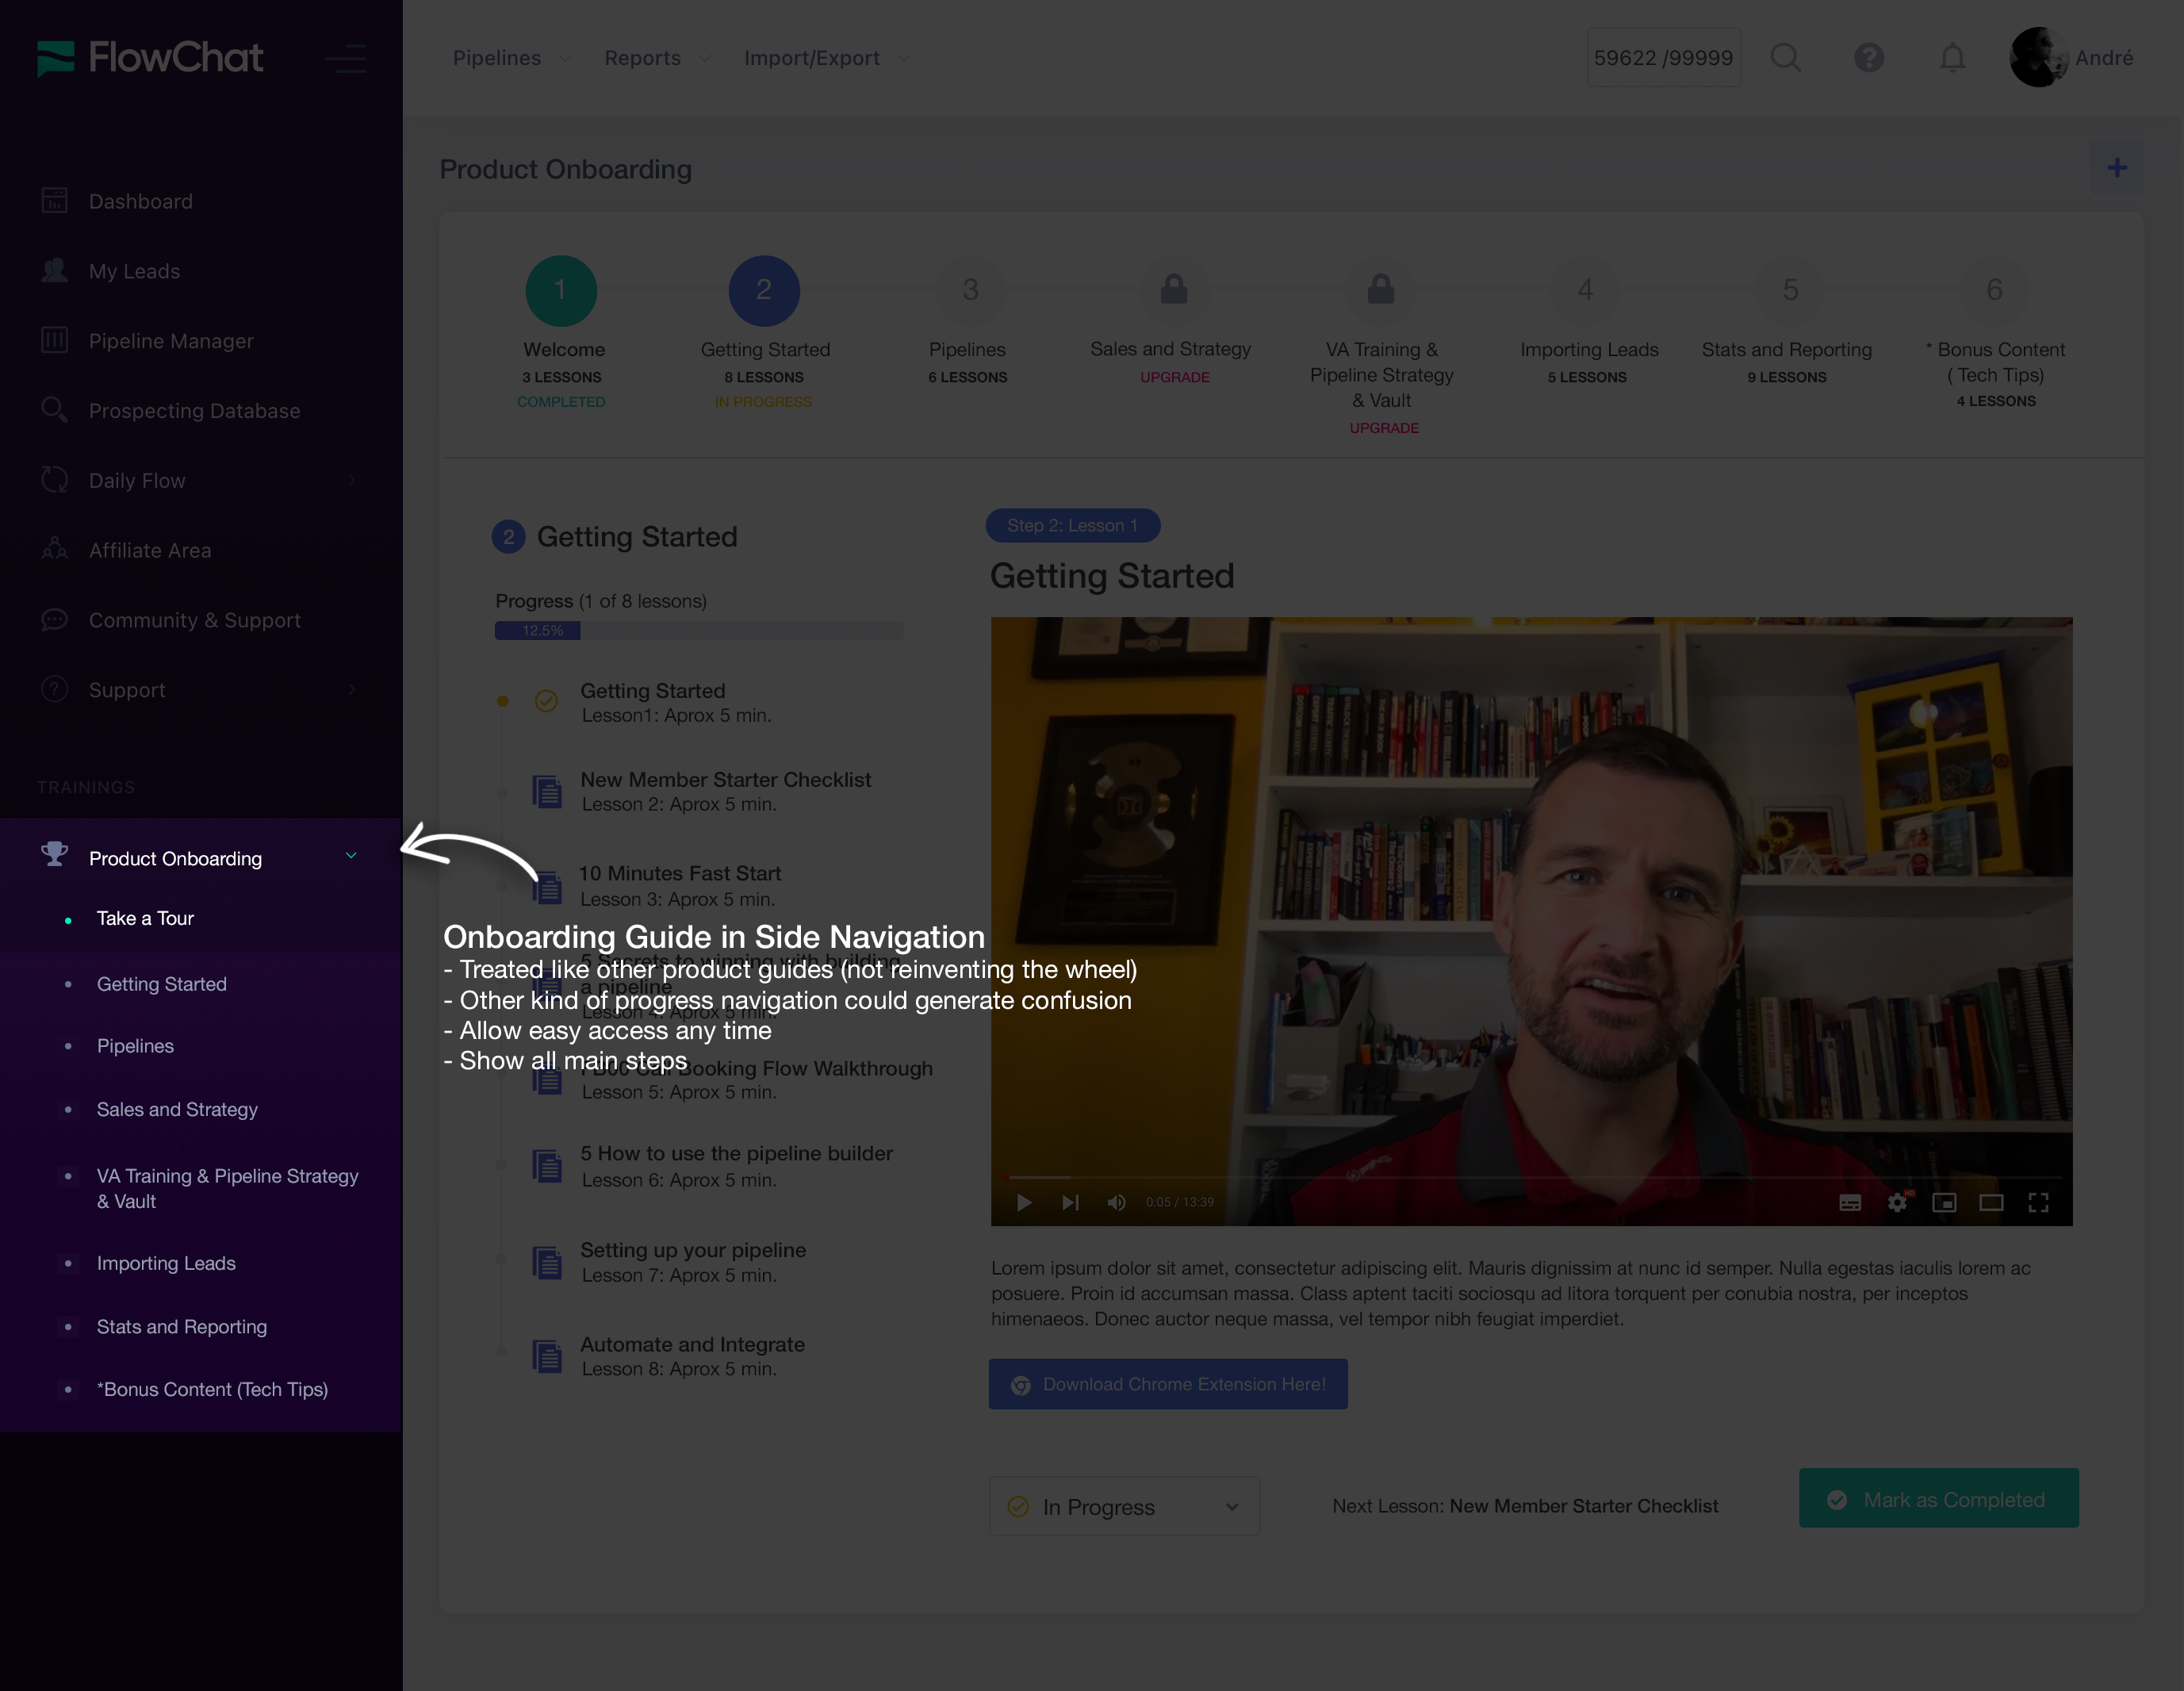 FlowChat
Pipelines
Reports
Import/Export
59622 /99999
André
Dashboard
My Leads
Pipeline Manager
Prospecting Database
Daily Flow
Affiliate Area
Community & Support
Support
TRAININGS
Product Onboarding
Take a Tour
Getting Started
Pipelines
Sales and Strategy
VA Training & Pipeline Strategy
& Vault
Importing Leads
Stats and Reporting
*Bonus Content (Tech Tips)
Product Onboarding
1
Welcome
3 LESSONS
COMPLETED
2
Getting Started
8 LESSONS
IN PROGRESS
3
Pipelines
6 LESSONS
Sales and Strategy
UPGRADE
VA Training &
Pipeline Strategy
& Vault
UPGRADE
4
Importing Leads
5 LESSONS
5
Stats and Reporting
9 LESSONS
6
* Bonus Content
( Tech Tips)
4 LESSONS
2 Getting Started
Progress (1 of 8 lessons)
12.5%
Getting Started
Lesson1: Aprox 5 min.
New Member Starter Checklist
Lesson 2: Aprox 5 min.
10 Minutes Fast Start
Lesson 3: Aprox 5 min.
Onboarding Guide in Side Navigation
- Treated like other product guides (not reinventing the wheel)
- Other kind of progress navigation could generate confusion
- Allow easy access any time
- Show all main steps
5 Secrets to winning with building
a pipeline
Lesson 4: Aprox 5 min.
Call Booking Flow Walkthrough
Lesson 5: Aprox 5 min.
5 How to use the pipeline builder
Lesson 6: Aprox 5 min.
Setting up your pipeline
Lesson 7: Aprox 5 min.
Automate and Integrate
Lesson 8: Aprox 5 min.
Step 2: Lesson 1
Getting Started
0:05 / 13:39
HD
Lorem ipsum dolor sit amet, consectetur adipiscing elit. Mauris dignissim at nunc id semper. Nulla egestas iaculis lorem ac
posuere. Proin id accumsan massa. Class aptent taciti sociosqu ad litora torquent per conubia nostra, per inceptos
himenaeos. Donec auctor neque massa, vel tempor nibh feugiat imperdiet.
Download Chrome Extension Here!
In Progress
Next Lesson: New Member Starter Checklist
Mark as Completed